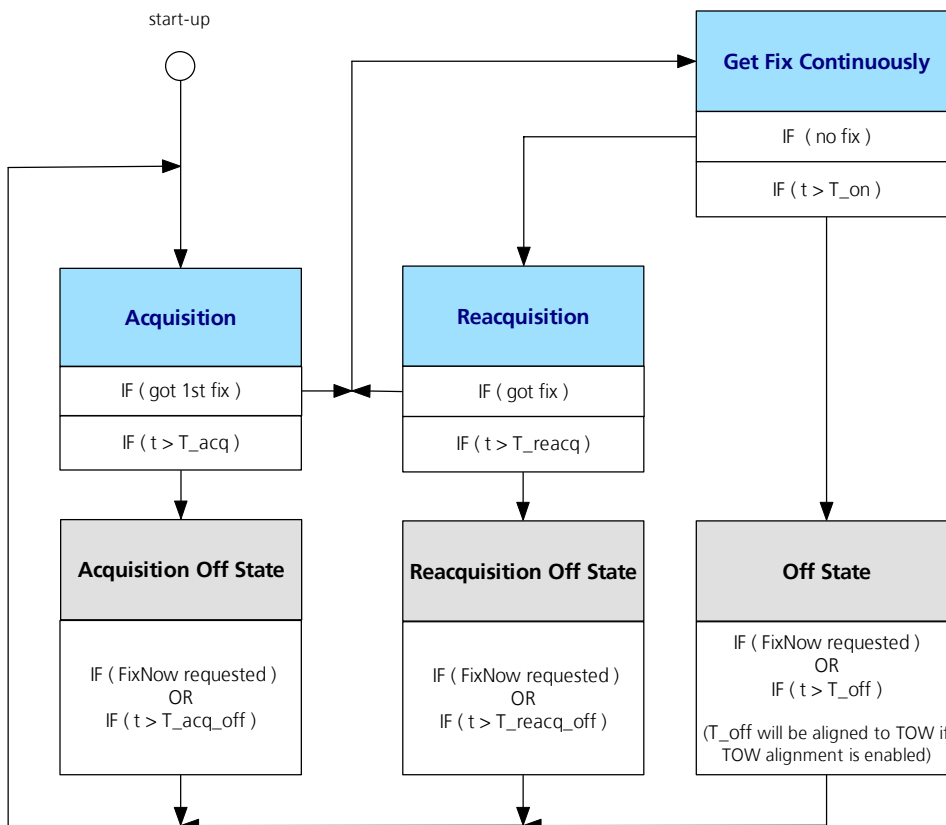 start-up
Get Fix Continuously
IF ( no fix )
IF ( t > T_on )
Acquisition
IF ( got 1st fix )
IF ( t > T_acq )
Reacquisition
IF ( got fix )
IF ( t > T_reacq )
Acquisition Off State
IF ( FixNow requested )
OR
IF ( t > T_acq_off )
Reacquisition Off State
IF ( FixNow requested )
OR
IF ( t > T_reacq_off )
Off State
IF ( FixNow requested )
OR
IF ( t > T_off )
(T_off will be aligned to TOW if
TOW alignment is enabled)